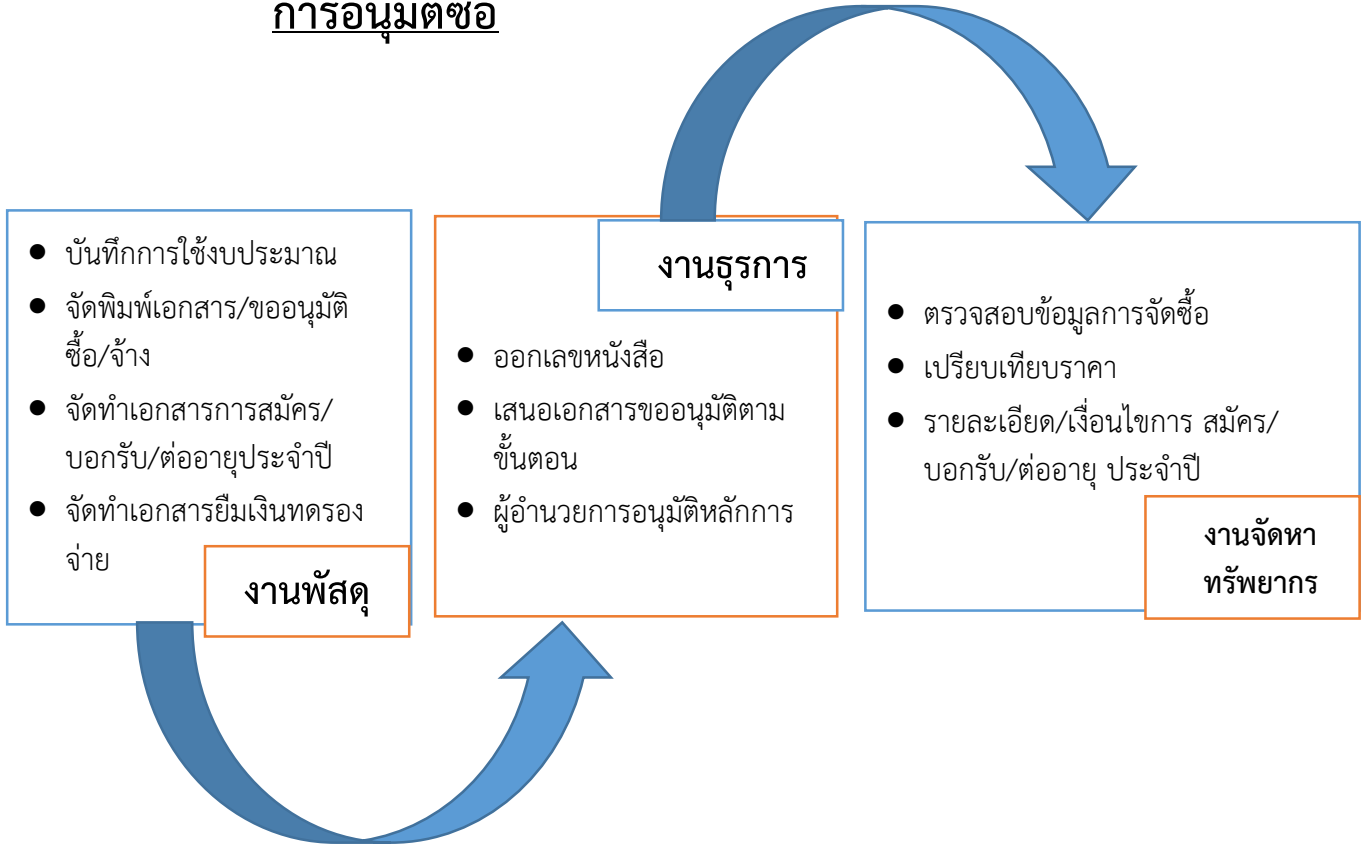 การอนุมัติซื้อ
● บันทึกการใช้งบประมาณ
● จัดพิมพ์เอกสาร/ขออนุมัติ
ซื้อ/จ้าง
● จัดทำเอกสารการสมัคร/
บอกรับ/ต่ออายุประจำปี
● จัดทำเอกสารยืมเงินทดรอง
จ่าย
งานพัสดุ
งานธุรการ
● ออกเลขหนังสือ
● เสนอเอกสารขออนุมัติตาม
ขั้นตอน
● ผู้อำนวยการอนุมัติหลักการ
● ตรวจสอบข้อมูลการจัดซื้อ
● เปรียบเทียบราคา
● รายละเอียด/เงื่อนไขการ สมัคร/
บอกรับ/ต่ออายุ ประจำปี
งานจัดหา
ทรัพยากร